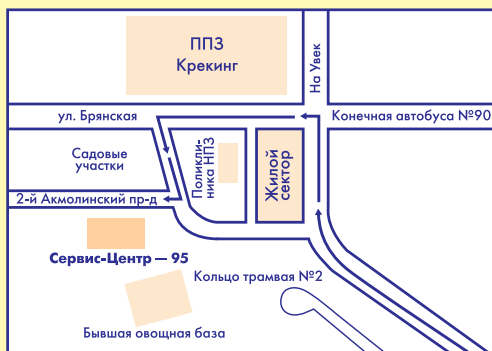 ППЗ
Крекинг
На Увек
ул. Брянская
Конечная автобуса №90
Садовые
участки
Поликли-
ника НПЗ
Жилой
сектор
2-й Акмолинский пр-д
Сервис-Центр — 95
Кольцо трамвая №2
Бывшая овощная база